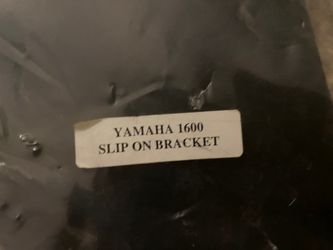 YAMAHA 1600
SLIP ON BRACKET